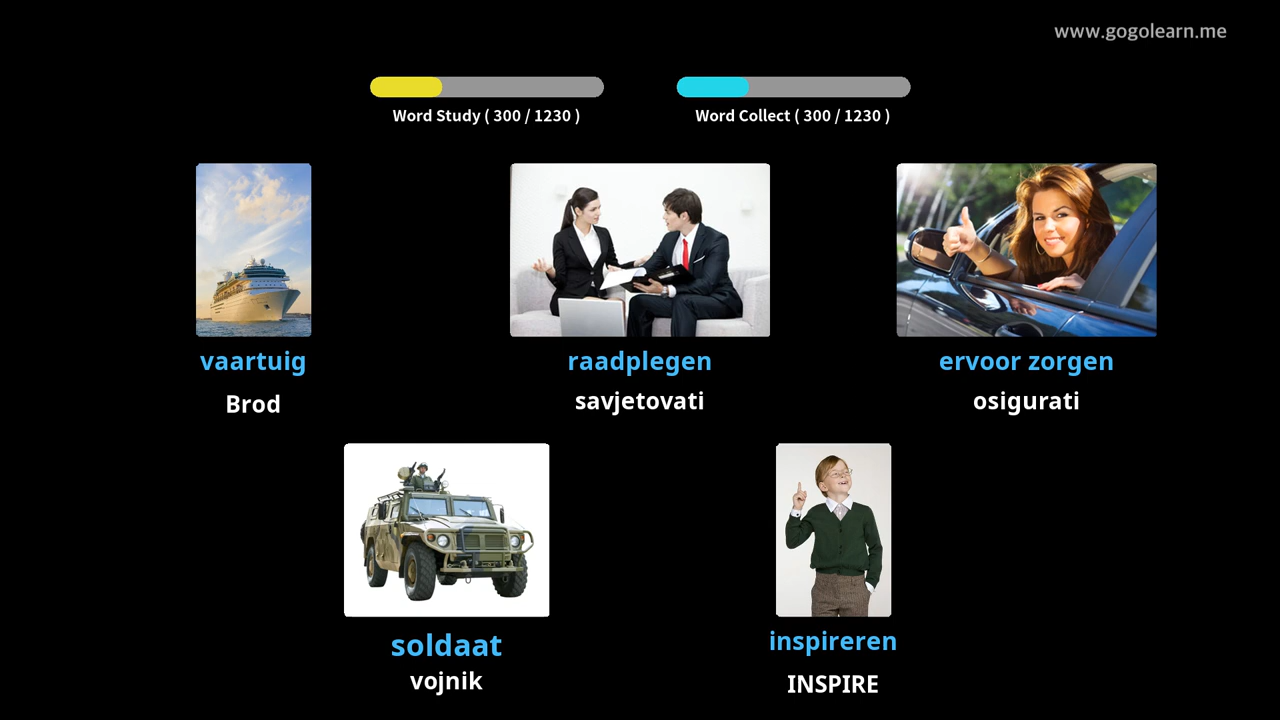 www.gogolearn.me
Word Study ( 300 / 1230 )
Word Collect ( 300 / 1230 )
vaartuig
raadplegen
ervoor zorgen
Brod
savjetovati
osigurati
soldaat
inspireren
vojnik
INSPIRE